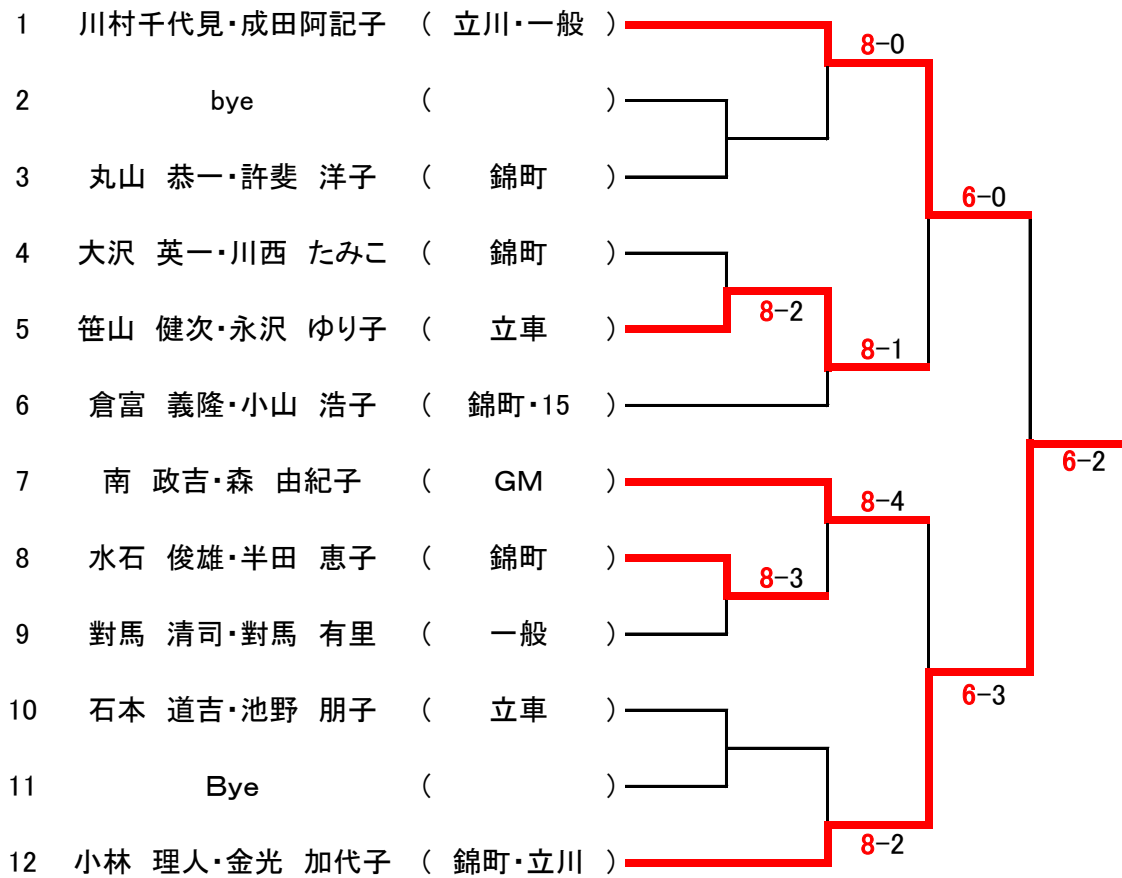 1 川村千代見・成田阿記子 ( 立川・一般 )
8-0
2 bye ( )
3 丸山 恭一・許斐 洋子 ( 錦町 )
6-0
4 大沢 英一・川西 たみこ ( 錦町 )
8-2
5 笹山 健次・永沢 ゆり子 ( 立車 )
8-1
6 倉富 義隆・小山 浩子 ( 錦町・15 )
6-2
7 南 政吉・森 由紀子 ( GM )
8-4
8 水石 俊雄・半田 恵子 ( 錦町 )
8-3
9 對馬 清司・對馬 有里 ( 一般 )
6-3
10 石本 道吉・池野 朋子 ( 立車 )
11 Bye ( )
8-2
12 小林 理人・金光 加代子 ( 錦町・立川 )